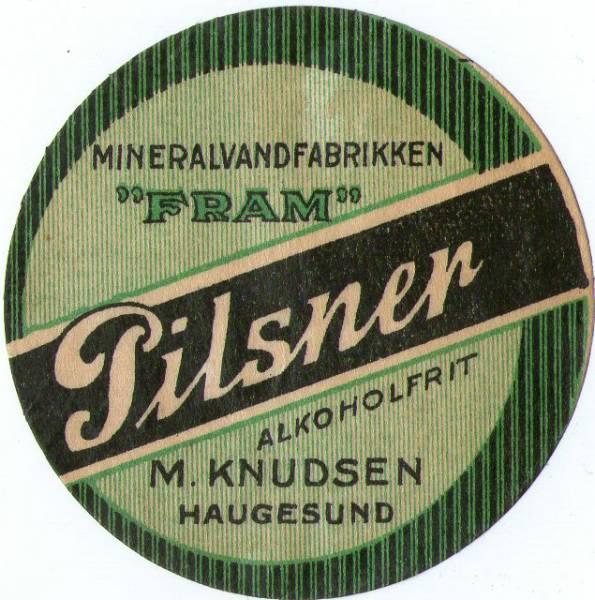 MINERALVANDFABRIKKEN
”FRAM”
Pilsner
ALKOHOLFRIT
M. KNUDSEN
HAUGESUND